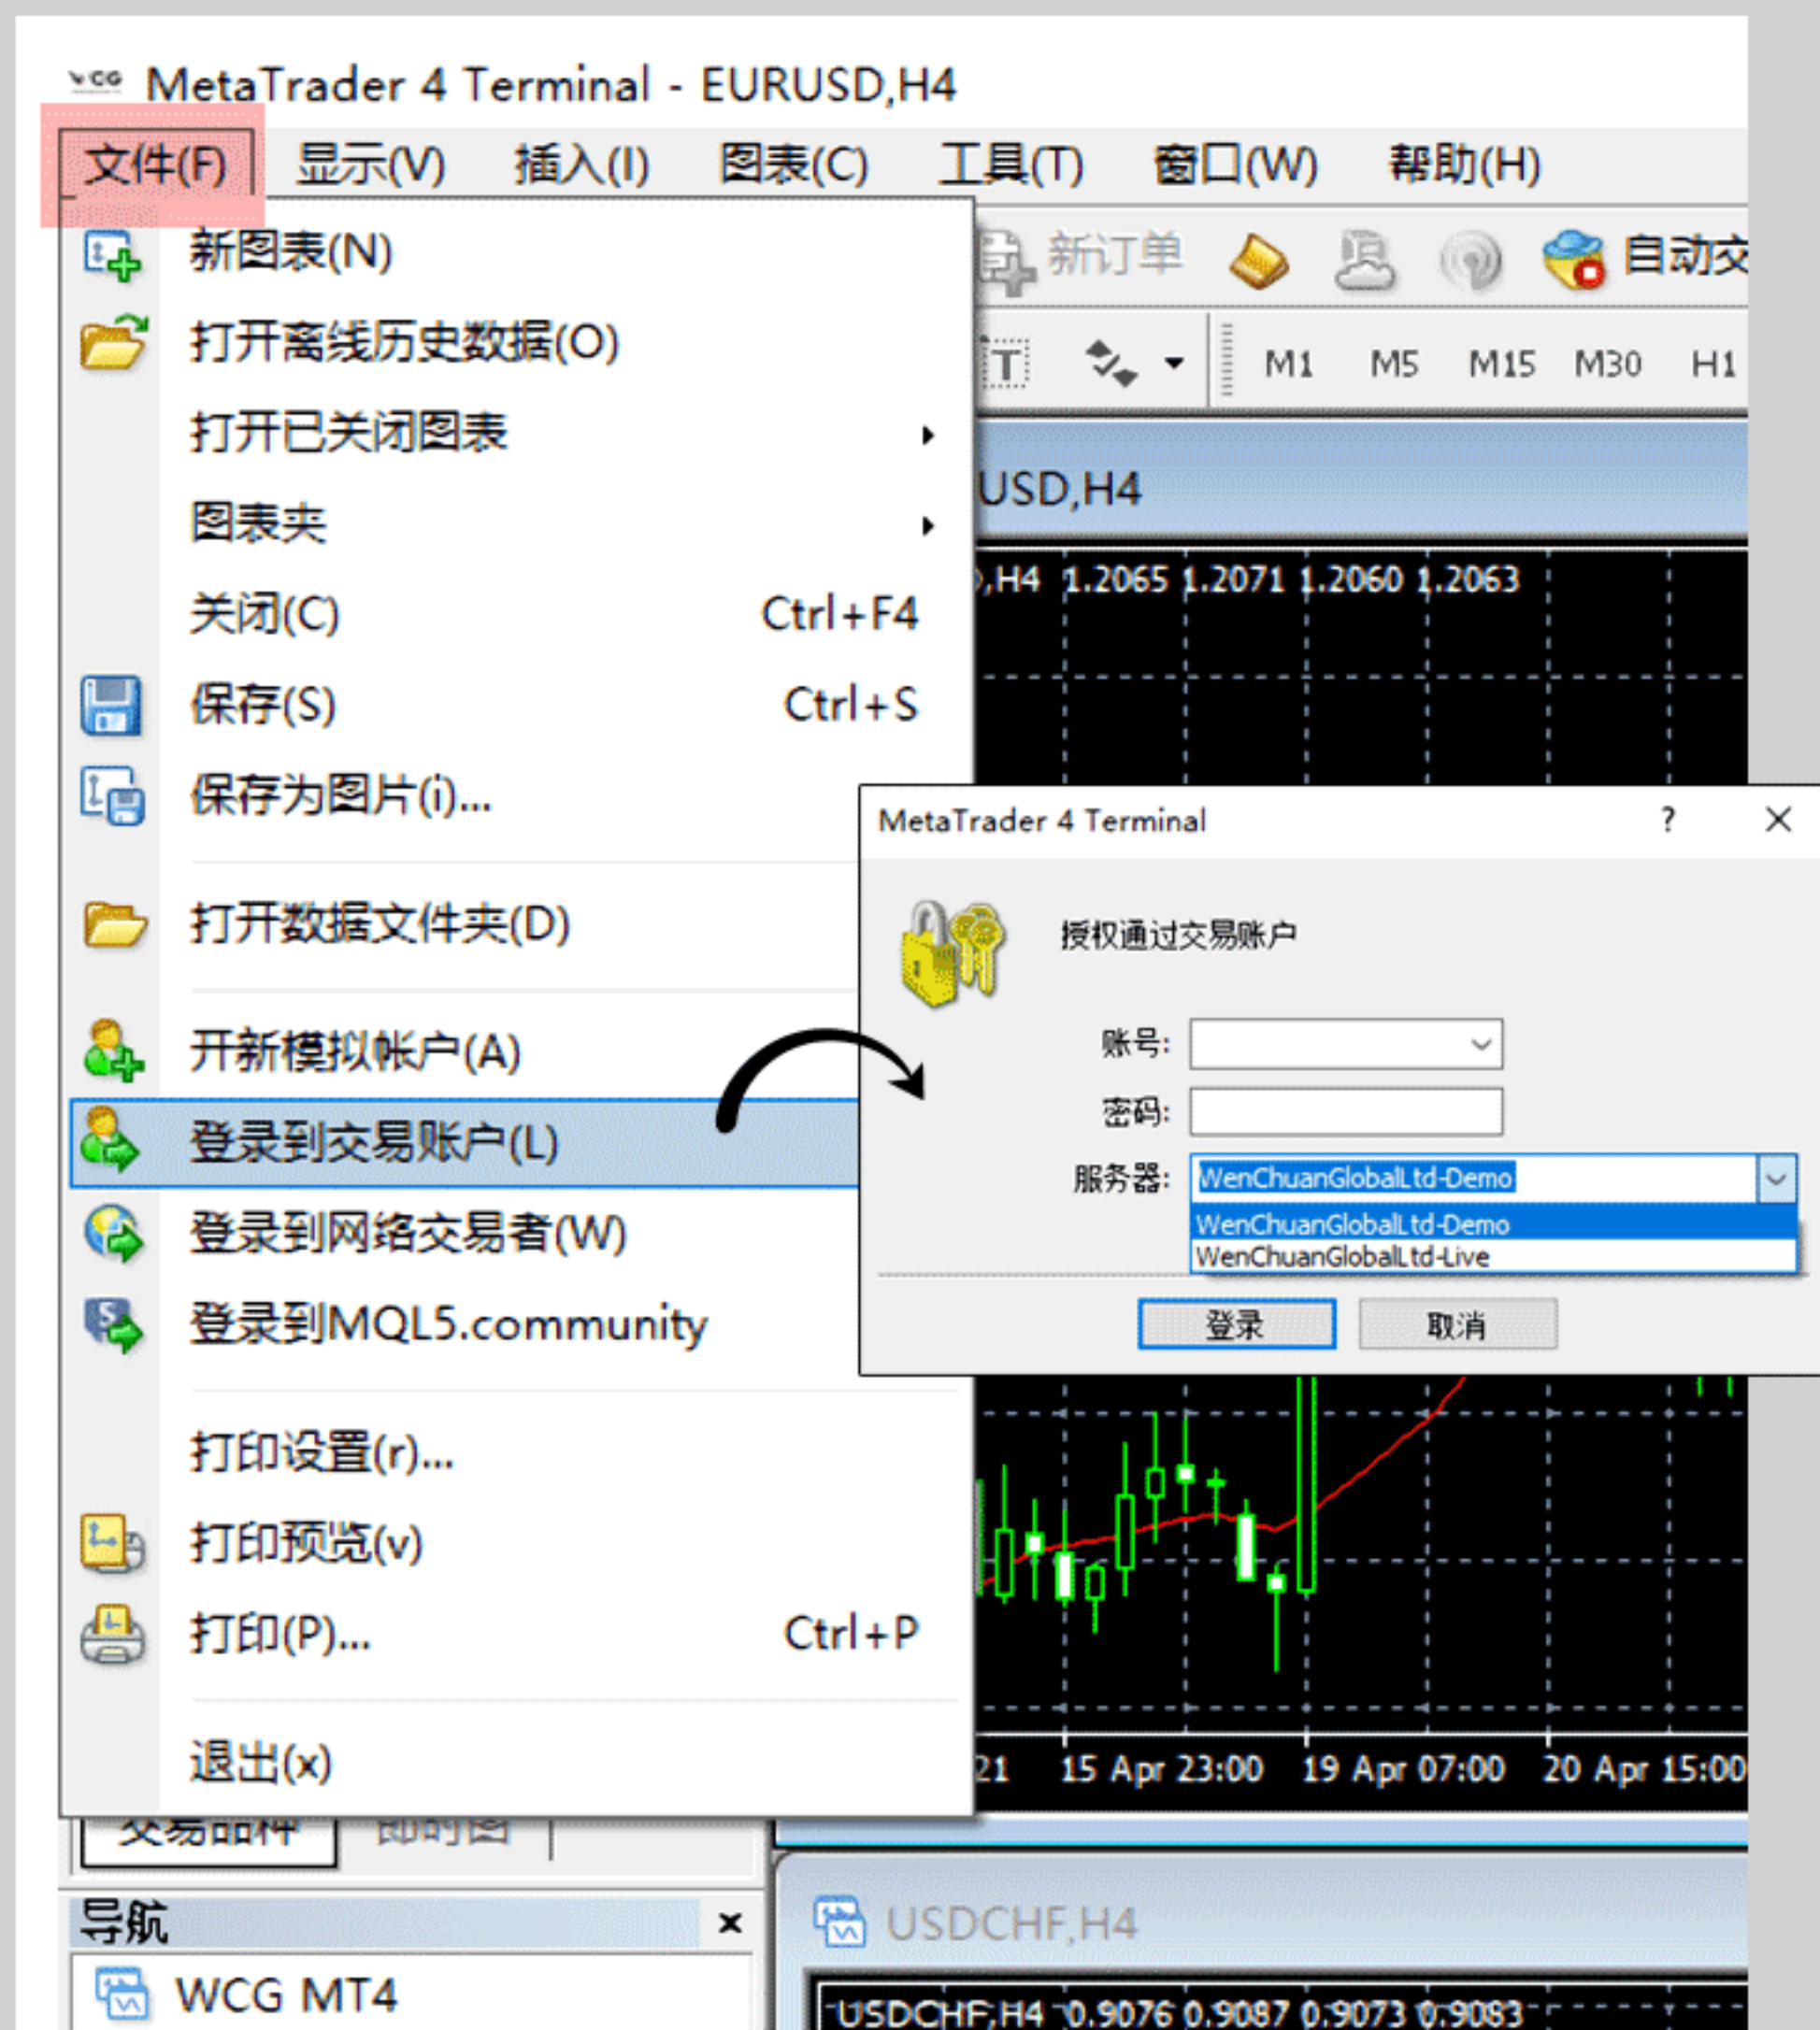 WCG MetaTrader 4 Terminal - EURUSD,H4
文件(F) 显示(V) 插入(I) 图表(C) 工具(T) 窗口(W) 帮助(H)
新图表(N)
打开离线历史数据(O)
打开已关闭图表
图表夹
关闭(C) Ctrl+F4
保存(S) Ctrl+S
保存为图片(i)...
打开数据文件夹(D)
开新模拟帐户(A)
登录到交易账户(L)
登录到网络交易者(W)
登录到MQL5.community
打印设置(r)...
打印预览(v)
打印(P)... Ctrl+P
退出(x)
新订单 自动交
T M1 M5 M15 M30 H1
USD,H4
,H4 1.2065 1.2071 1.2060 1.2063
MetaTrader 4 Terminal ?
授权通过交易账户
账号:
密码:
服务器: WenChuanGlobalLtd-Demo
WenChuanGlobalLtd-Demo
WenChuanGlobalLtd-Live
登录 取消
21 15 Apr 23:00 19 Apr 07:00 20 Apr 15:00
交易品种 即时图
导航
WCG MT4
USDCHF,H4
USDCHF,H4 0.9076 0.9087 0.9073 0.9083